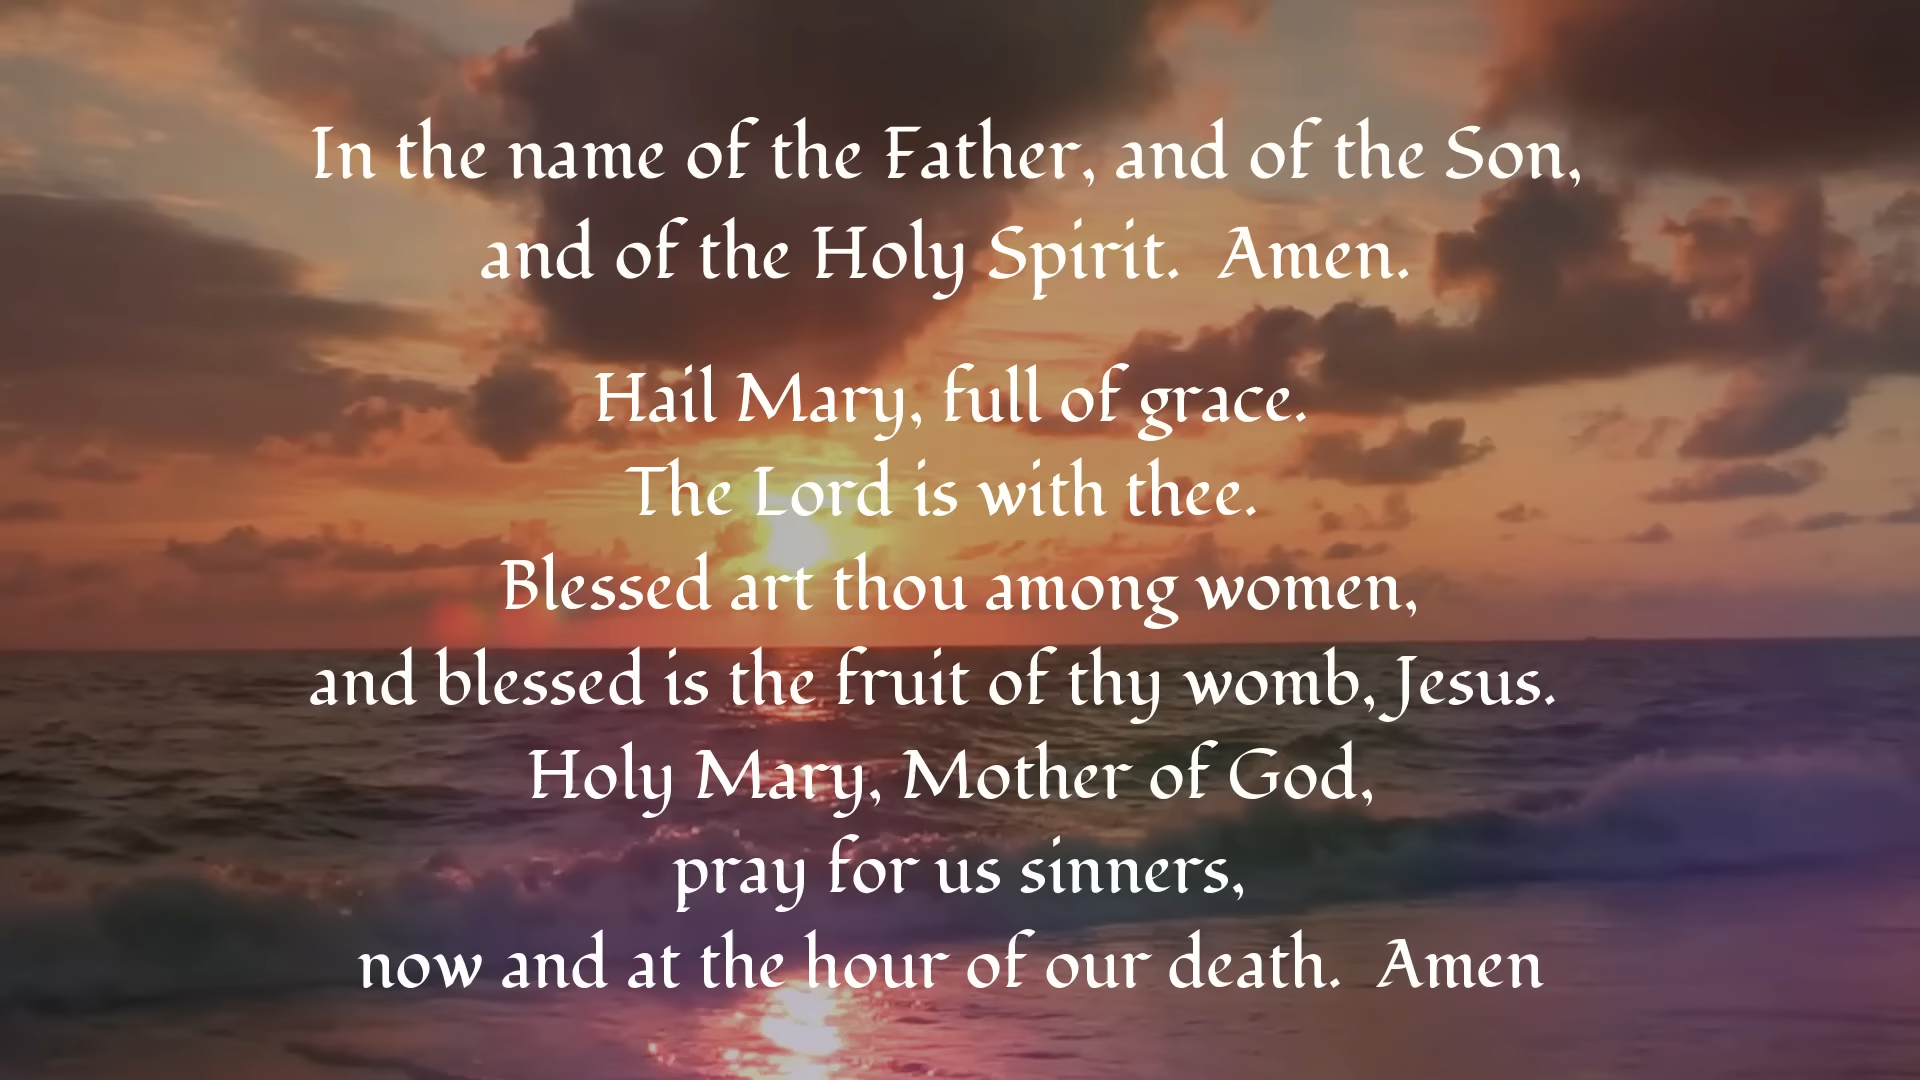 In the name of the Father, and of the Son,
and of the Holy Spirit.  Amen.
Hail Mary, full of grace.
The Lord is with thee.
Blessed art thou among women,
and blessed is the fruit of thy womb, Jesus.
Holy Mary, Mother of God,
pray for us sinners,
now and at the hour of our death.  Amen